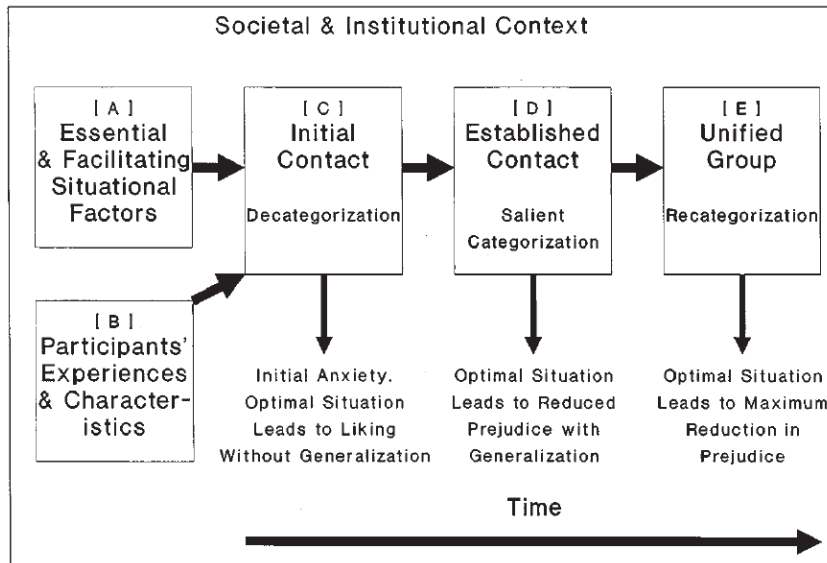 Societal & Institutional Context
[ A ]
Essential
& Facilitating
Situational
Factors
[ B ]
Participants'
Experiences
& Character-
istics
[ C ]
Initial
Contact
Decategorization
Initial Anxiety.
Optimal Situation
Leads to Liking
Without Generalization
[ D ]
Established
Contact
Salient
Categorization
Optimal Situation
Leads to Reduced
Prejudice with
Generalization
[ E ]
Unified
Group
Recategorization
Optimal Situation
Leads to Maximum
Reduction in
Prejudice
Time